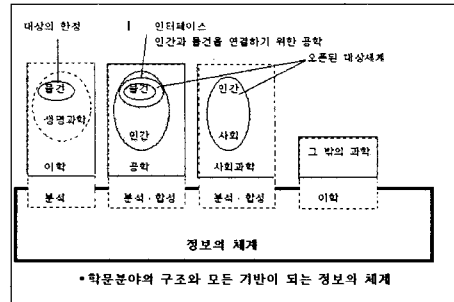 대상의 한정
I 인터페이스
인간과 물건을 연결하기 위한 공학
오픈된 대상세계
물건
생명과학
이학
분석
물건
인간
공학
분석·합성
인간
사회
사회과학
분석·합성
그 밖의 과학
이학
정보의 체계
•학문분야의 구조와 모든 기반이 되는 정보의 체계